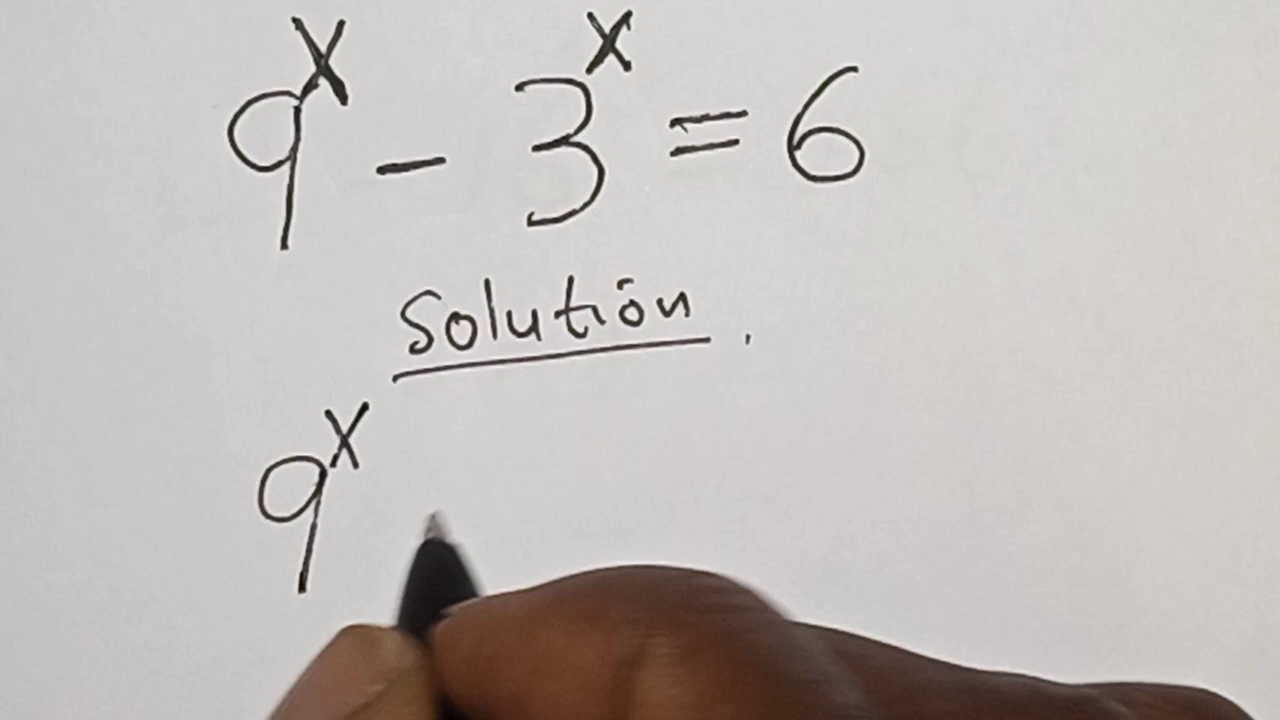 9^x - 3^x = 6
Solution.
9^x